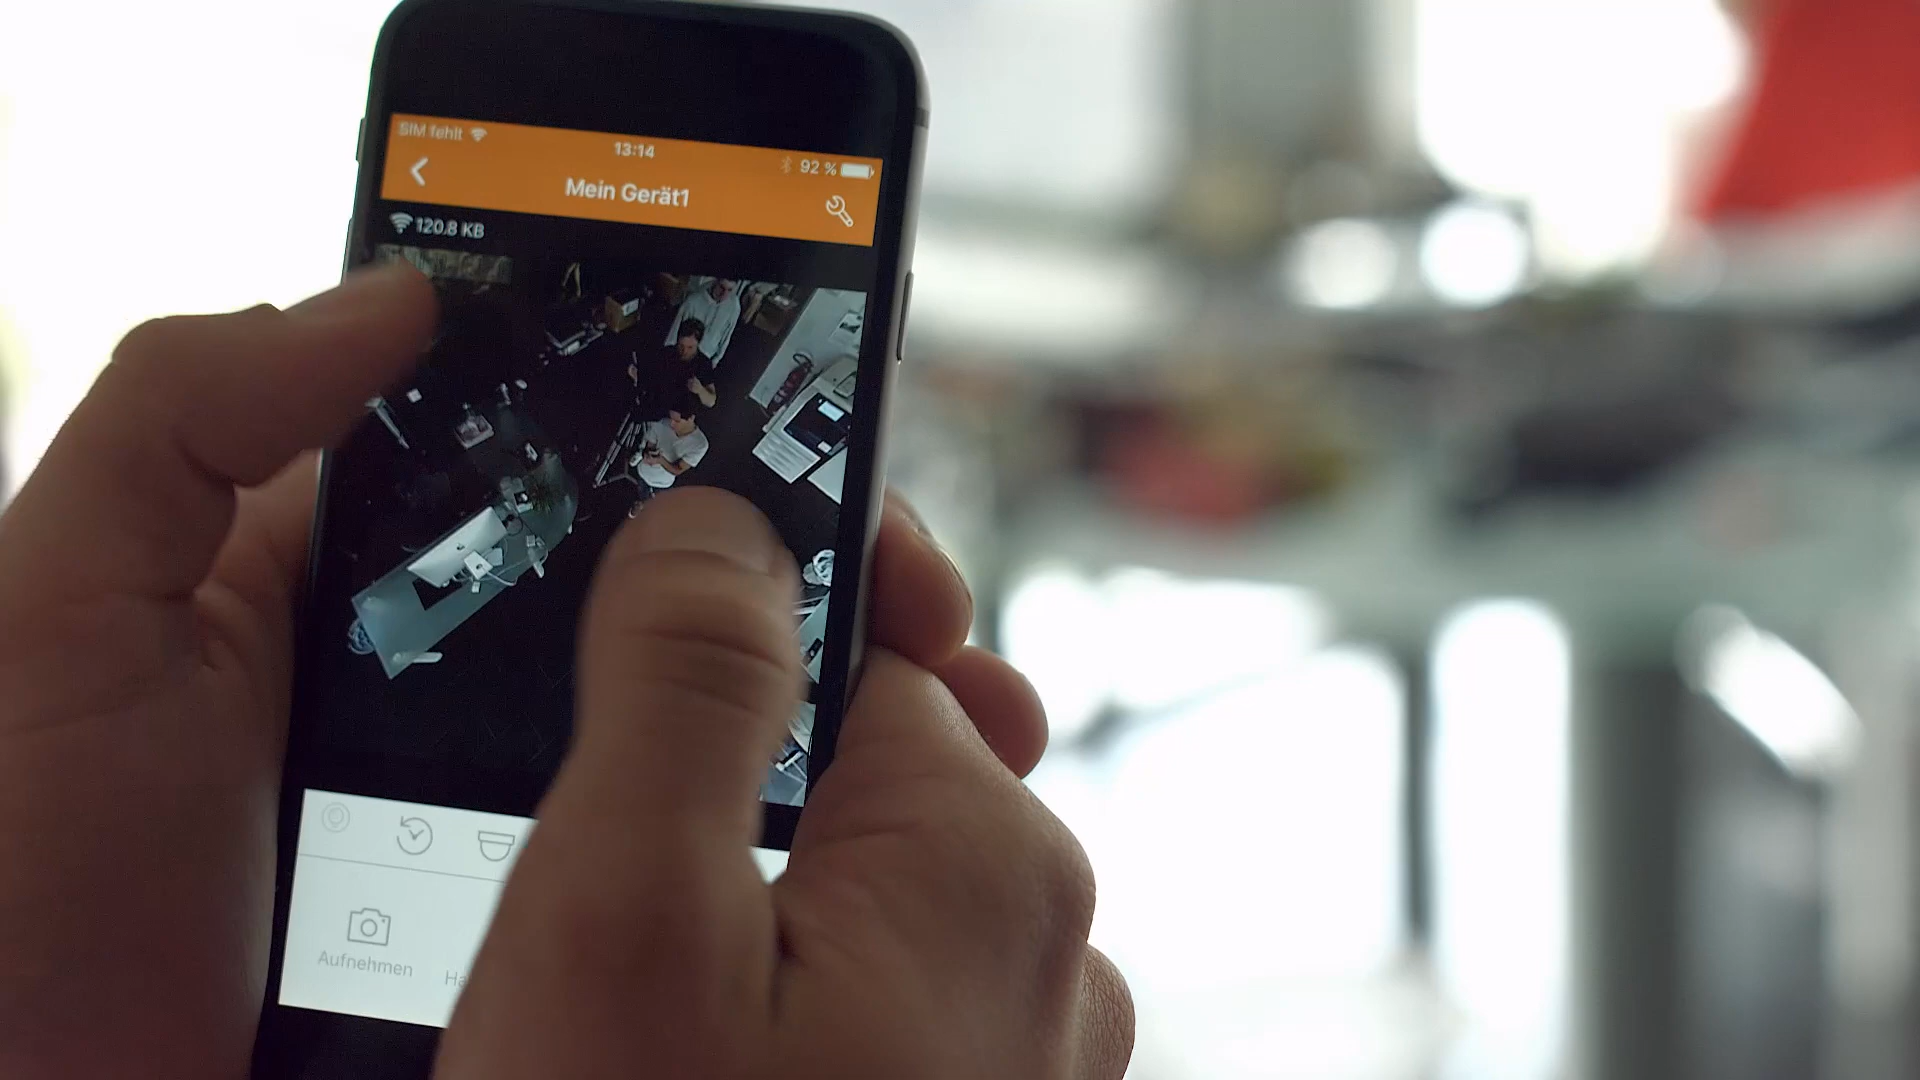 SIM fehlt
13:14
92 %
Mein Gerät1
120.8 KB
Aufnehmen